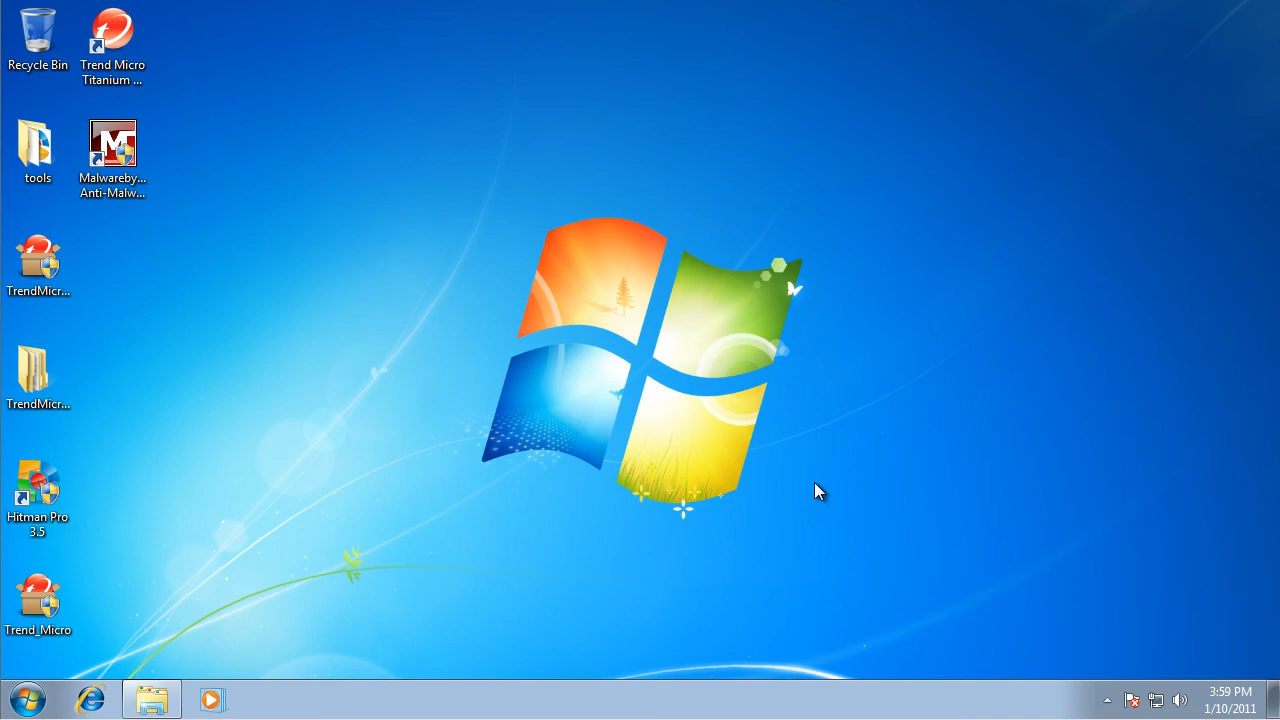 Recycle Bin
Trend Micro
Titanium ...
tools
Malwareby...
Anti-Malw...
TrendMicr...
TrendMicr...
Hitman Pro
3.5
Trend_Micro
3:59 PM
1/10/2011